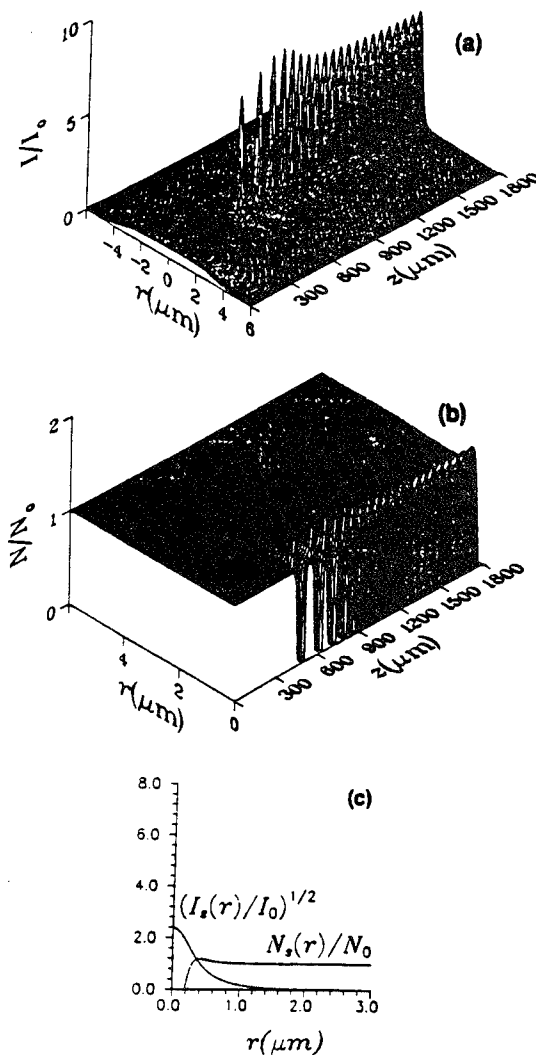 (a)
10
5
0
I/I₀
-4
-2
0
2
4
6
r(μm)
300
600
900
1200
1500
1800
z(μm)
(b)
2
1
0
N/N₀
4
2
0
r(μm)
300
600
900
1200
1500
1800
z(μm)
(c)
8.0
6.0
4.0
2.0
0.0
(Iₛ(r)/I₀)^1/2
Nₛ(r)/N₀
0.0 1.0 2.0 3.0
r(μm)